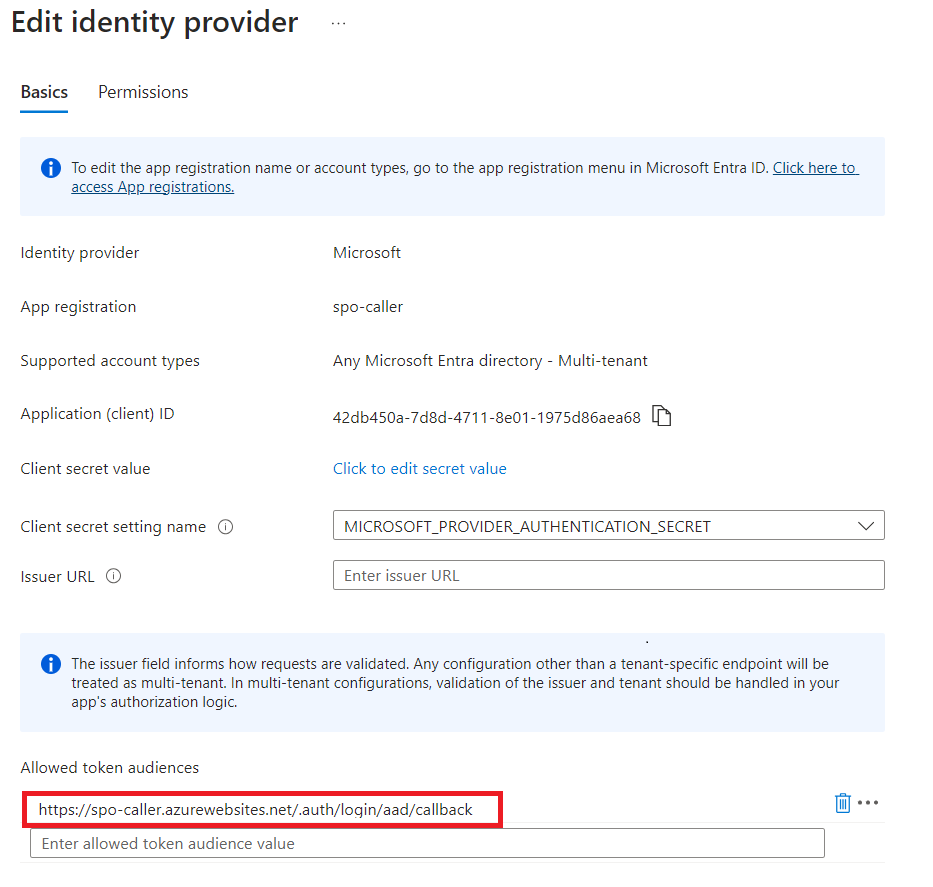 Edit identity provider ...
Basics Permissions
To edit the app registration name or account types, go to the app registration menu in Microsoft Entra ID. Click here to
access App registrations.
Identity provider Microsoft
App registration spo-caller
Supported account types Any Microsoft Entra directory - Multi-tenant
Application (client) ID 42db450a-7d8d-4711-8e01-1975d86aea68
Client secret value Click to edit secret value
Client secret setting name MICROSOFT_PROVIDER_AUTHENTICATION_SECRET
Issuer URL Enter issuer URL
The issuer field informs how requests are validated. Any configuration other than a tenant-specific endpoint will be
treated as multi-tenant. In multi-tenant configurations, validation of the issuer and tenant should be handled in your
app's authorization logic.
Allowed token audiences
https://spo-caller.azurewebsites.net/.auth/login/aad/callback
Enter allowed token audience value